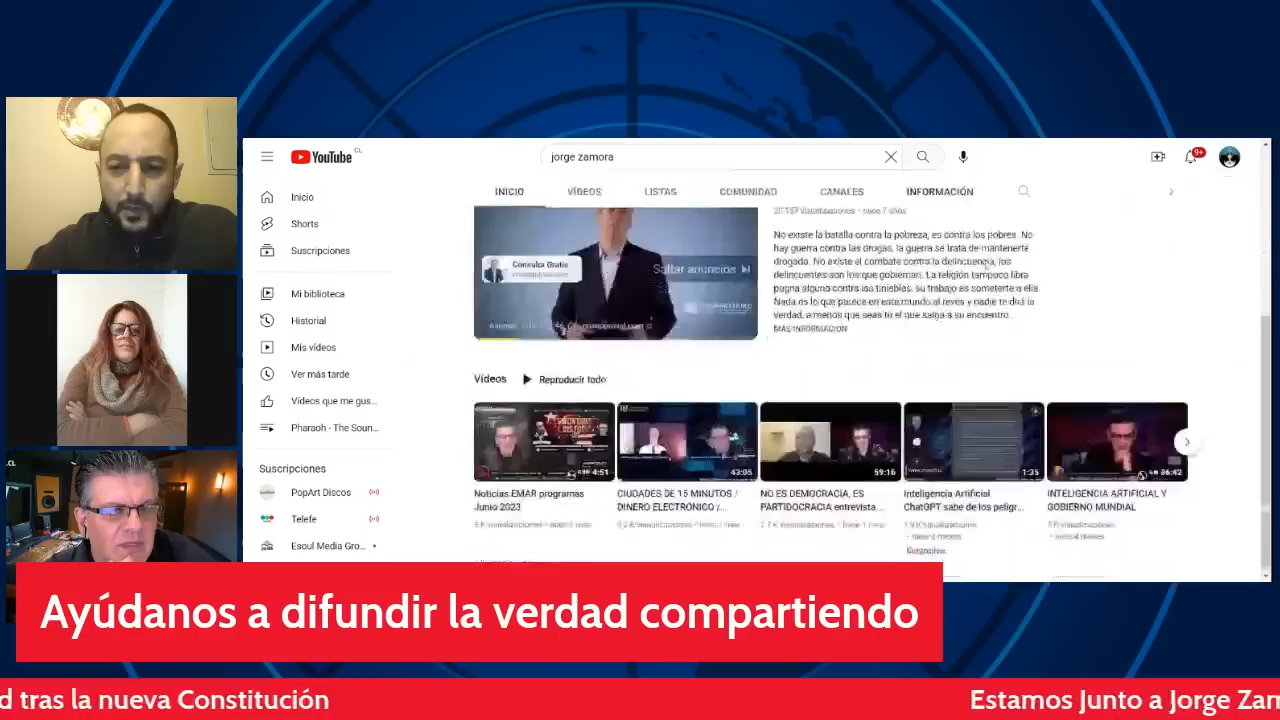 YouTube CL
jorge zamora
9+
INICIO
VÍDEOS
LISTAS
COMUNIDAD
CANALES
INFORMACIÓN
Inicio
Shorts
Suscripciones
Mi biblioteca
Historial
Mis vídeos
Ver más tarde
Vídeos que me gus...
Pharaoh - The Soun...
Suscripciones
PopArt Discos
Telefe
Esoul Media Gro...
Consulta Gratis
Saltar anuncios
No existe la batalla contra la pobreza, es contra los pobres. No
hay guerra contra las drogas, la guerra se trata de mantenerte
drogado. No existe el combate contra la delincuencia, los
delincuentes son los que gobiernan. La religión tampoco libra
pugna alguna contra las tinieblas, su trabajo es someterte a ella.
Nada es lo que parece en este mundo al revés y nadie te dirá la
verdad, a menos que seas tú el que salga a su encuentro.
MÁS INFORMACIÓN
Vídeos
Reproducir todo
4:51
43:05
59:16
1:35
36:42
Noticias EMAR programas
Junio 2023
CIUDADES DE 15 MINUTOS /
DINERO ELECTRÓNICO /...
NO ES DEMOCRACIA, ES
PARTIDOCRACIA entrevista...
Inteligencia Artificial
ChatGPT sabe de los peligr...
INTELIGENCIA ARTIFICIAL Y
GOBIERNO MUNDIAL
Subtítulos
.CL
Ayúdanos a difundir la verdad compartiendo
d tras la nueva Constitución
Estamos Junto a Jorge Zam